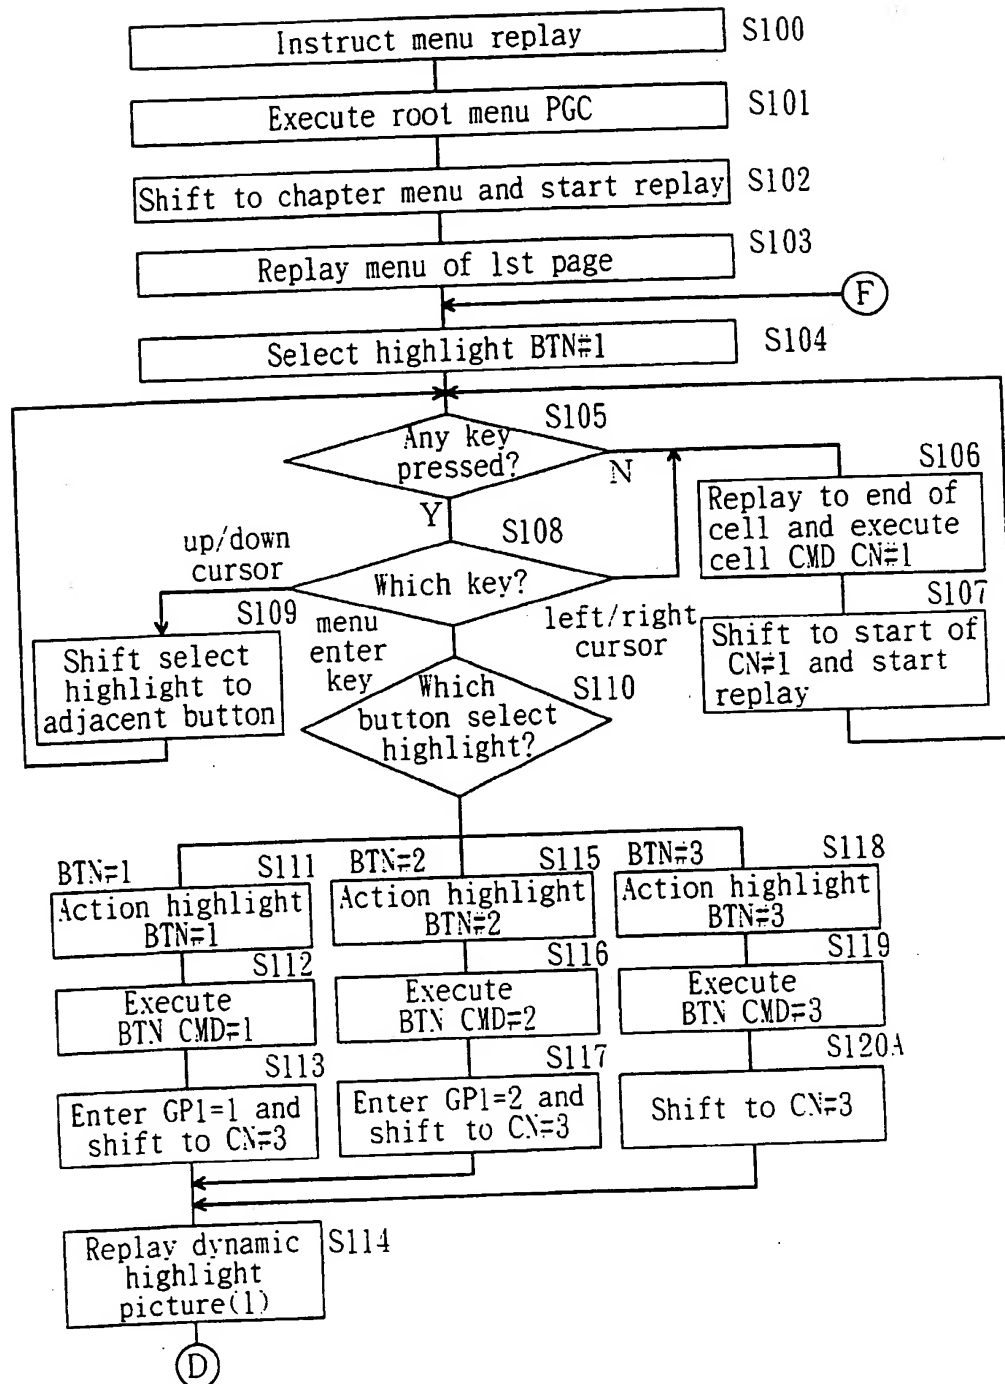 Instruct menu replay
S100
Execute root menu PGC
S101
Shift to chapter menu and start replay
S102
Replay menu of 1st page
S103
F
Select highlight BTN#1
S104
S105
Any key
pressed?
N
Y
S106
Replay to end of
cell and execute
cell CMD CN#1
S107
Shift to start of
CN#1 and start
replay
S108
Which key?
up/down
cursor
S109
Shift select
highlight to
adjacent button
menu
enter
key
left/right
cursor
S110
Which
button select
highlight?
BTN#1
S111
Action highlight
BTN#1
S112
Execute
BTN CMD#1
S113
Enter GP1=1 and
shift to CN#3
BTN#2
S115
Action highlight
BTN#2
S116
Execute
BTN CMD#2
S117
Enter GP1=2 and
shift to CN#3
BTN#3
S118
Action highlight
BTN#3
S119
Execute
BTN CMD#3
S120A
Shift to CN#3
Replay dynamic
highlight
picture(1)
S114
D